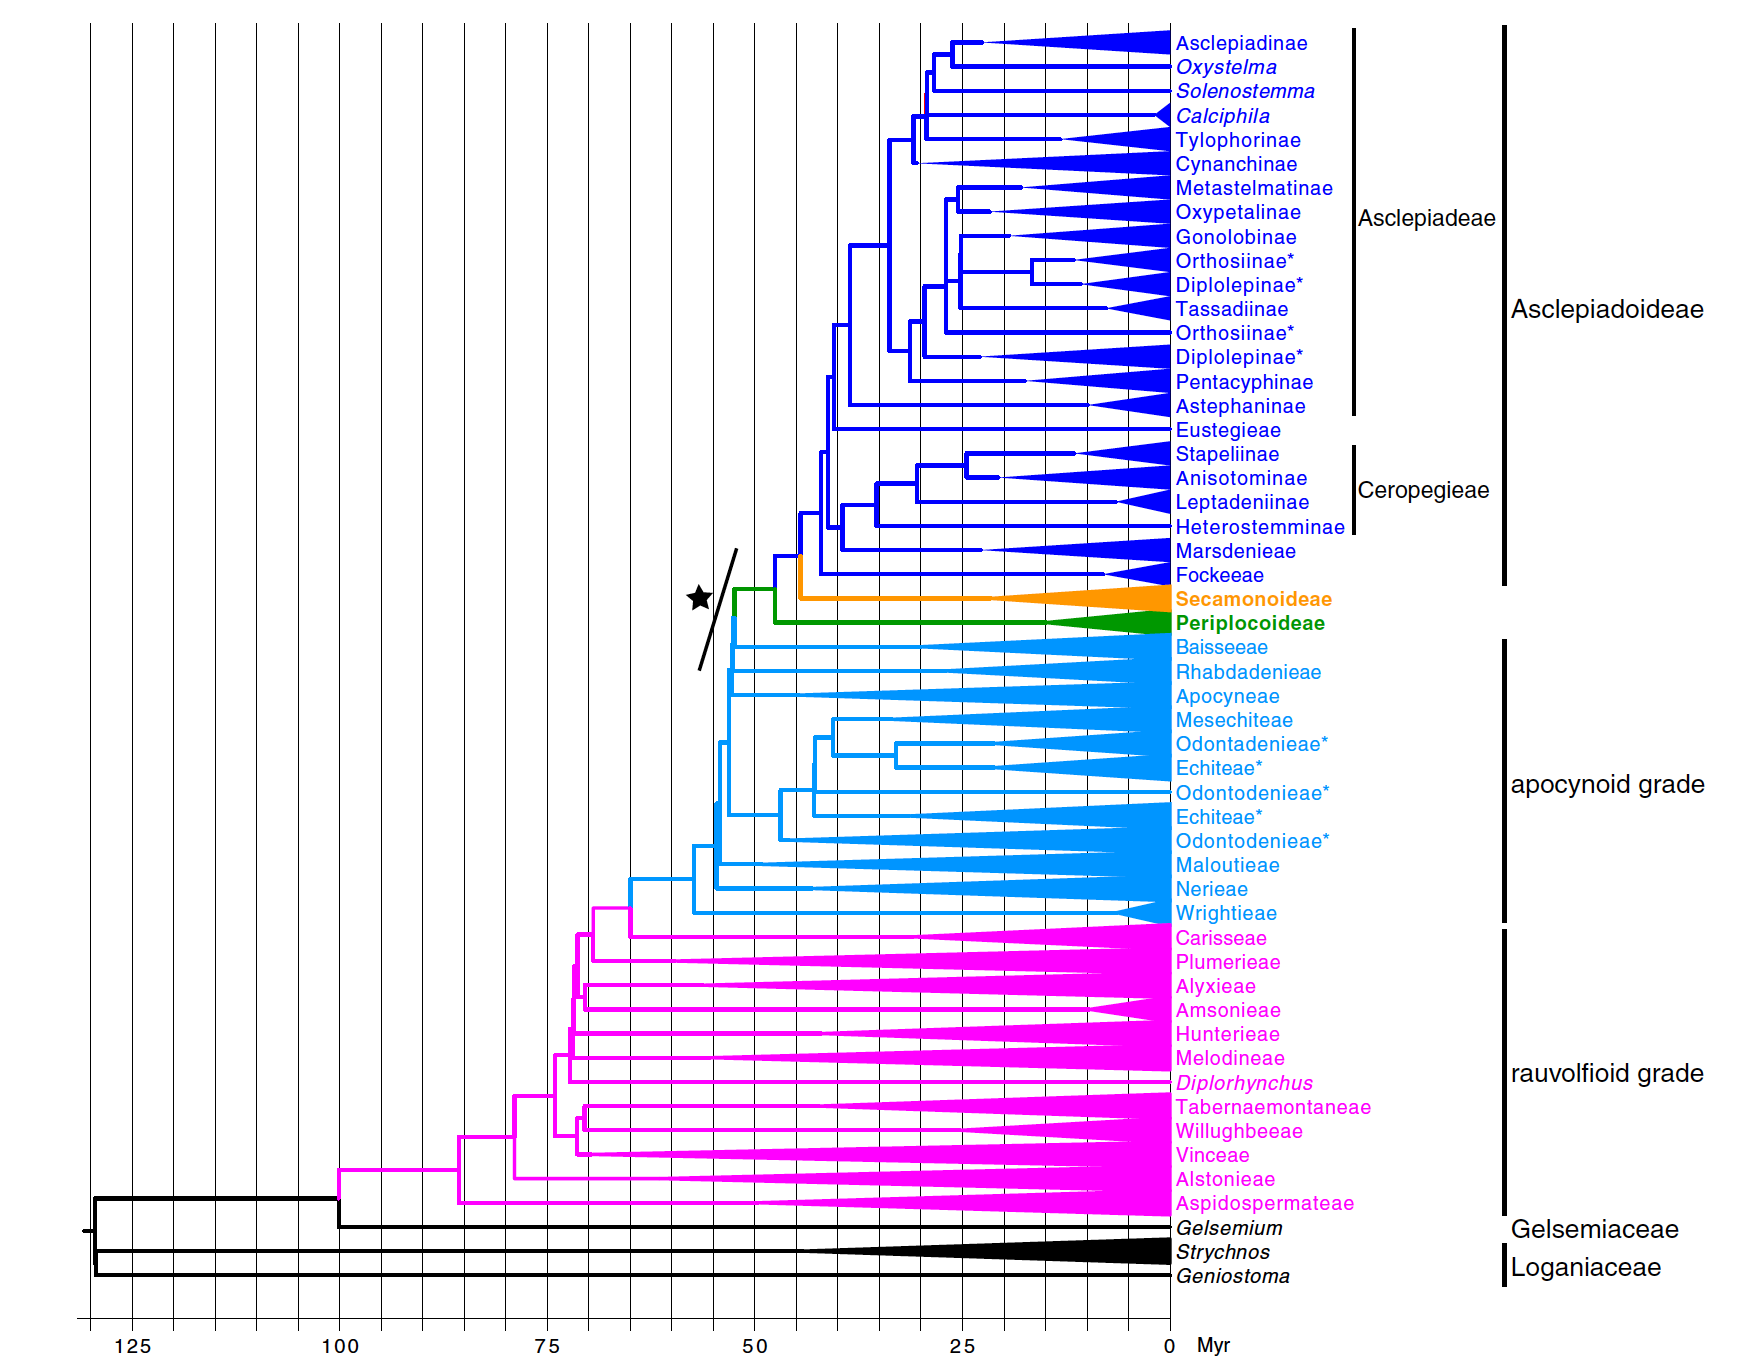 Asclepiadinae
Oxystelma
Solenostemma
Calciphila
Tylophorinae
Cynanchinae
Metastelmatinae
Oxypetalinae
Gonolobinae
Orthosiinae*
Diplolepinae*
Tassadiinae
Orthosiinae*
Diplolepinae*
Pentacyphinae
Astephaninae
Eustegieae
Stapeliinae
Anisotominae
Leptadeniinae
Heterostemminae
Marsdenieae
Fockeeae
Secamonoideae
Periplocoideae
Baisseeae
Rhabdadenieae
Apocyneae
Mesechiteae
Odontadenieae*
Echiteae*
Odontodenieae*
Echiteae*
Odontodenieae*
Maloutieae
Nerieae
Wrightieae
Carisseae
Plumerieae
Alyxieae
Amsonieae
Hunterieae
Melodineae
Diplorhynchus
Tabernaemontaneae
Willughbeeae
Vinceae
Alstonieae
Aspidospermateae
Gelsemium
Strychnos
Geniostoma
Asclepiadeae
Ceropegieae
Asclepiadoideae
apocynoid grade
rauvolfioid grade
Gelsemiaceae
Loganiaceae
125 100 75 50 25 0 Myr